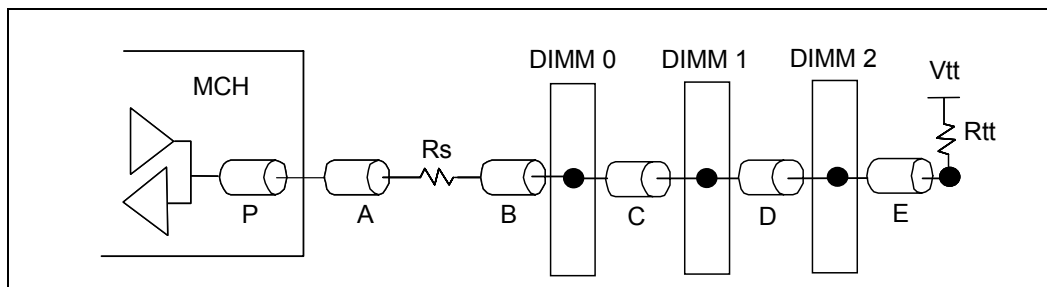 DIMM 0 DIMM 1 DIMM 2
Vtt
MCH
Rtt
Rs
P A B C D E